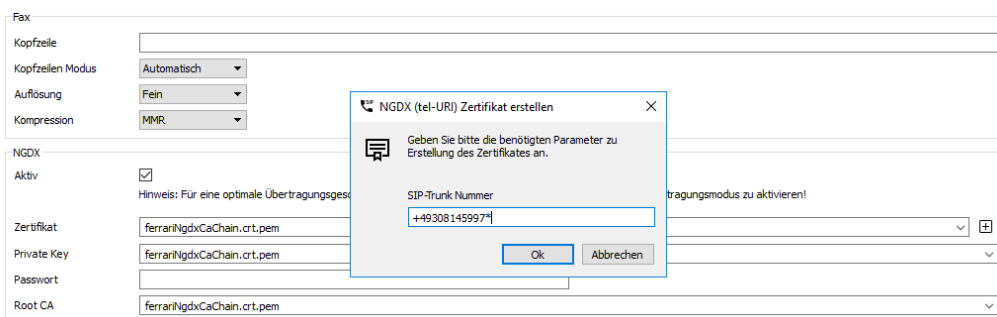 Fax
Kopfzeile
Kopfzeilen Modus Automatisch
Auflösung Fein
Kompression MMR
SIP NGDX (tel-URI) Zertifikat erstellen
Geben Sie bitte die benötigten Parameter zu
Erstellung des Zertifikates an.
SIP-Trunk Nummer
+49308145997*
Ok Abbrechen
NGDX
Aktiv
Hinweis: Für eine optimale Übertragungsgesc tragungsmodus zu aktivieren!
Zertifikat ferrariNgdxCaChain.crt.pem
Private Key ferrariNgdxCaChain.crt.pem
Passwort
Root CA ferrariNgdxCaChain.crt.pem